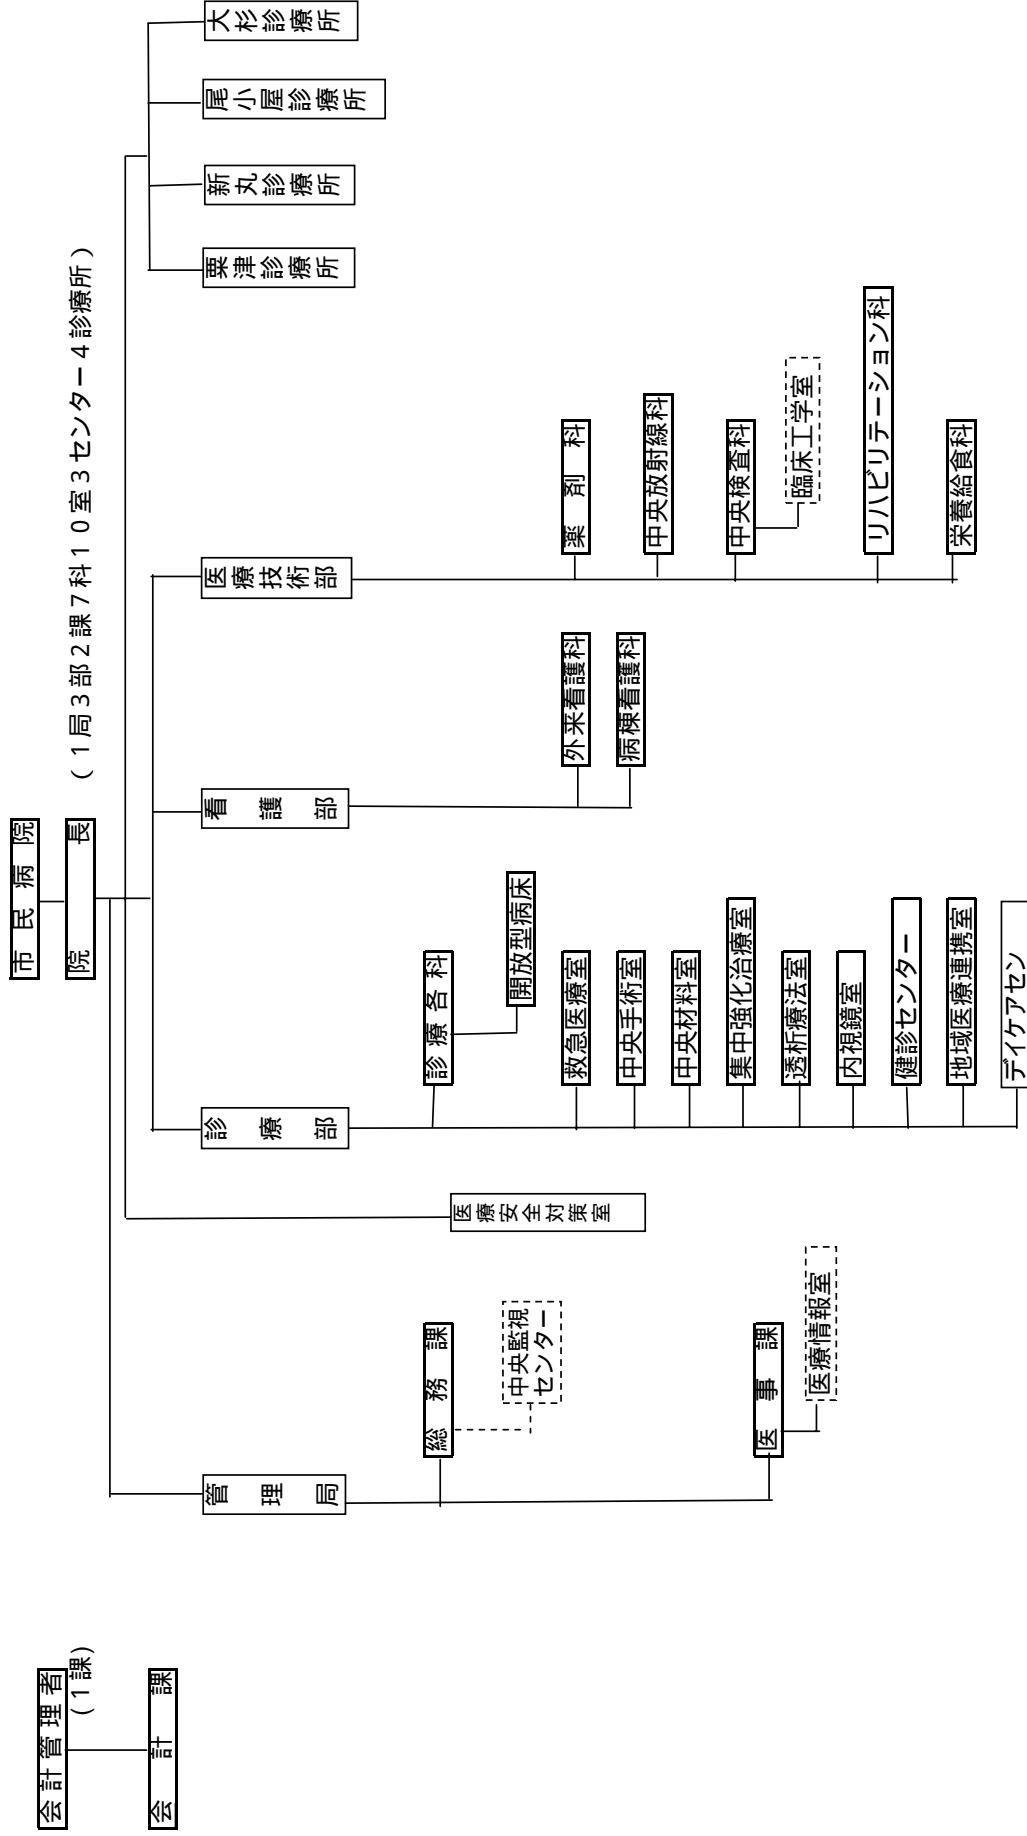 会計管理者
(1課)
会計課
市民病院
院長
(1局3部2課7科10室3センター4診療所)
管理局
総務課
中央監視
センター
医事課
医療情報室
医療安全対策室
診療部
診療各科
開放型病床
救急医療室
中央手術室
中央材料室
集中強化治療室
透析療法室
内視鏡室
健診センター
地域医療連携室
デイケアセン
看護部
外来看護科
病棟看護科
医療技術部
薬剤科
中央放射線科
中央検査科
臨床工学室
リハビリテーション科
栄養給食科
粟津診療所
新丸診療所
尾小屋診療所
大杉診療所